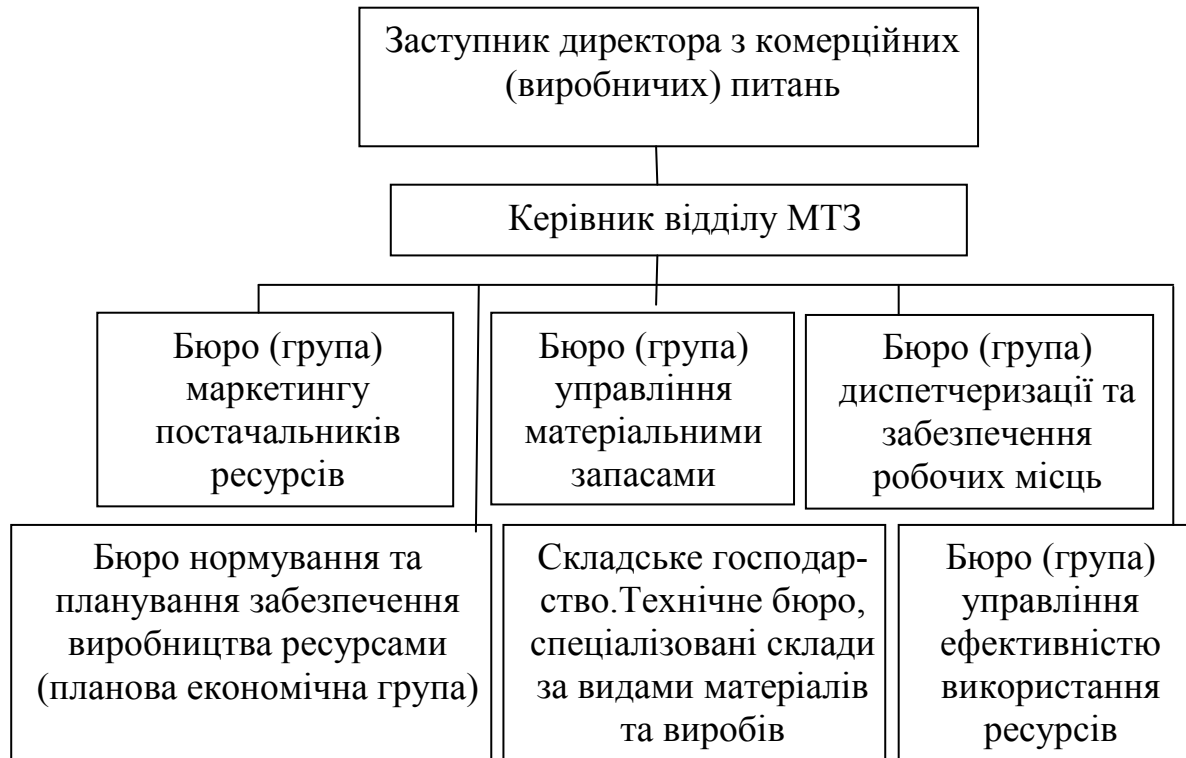 Заступник директора з комерційних
(виробничих) питань
Керівник відділу МТЗ
Бюро (група)
маркетингу
постачальників
ресурсів
Бюро (група)
управління
матеріальними
запасами
Бюро (група)
диспетчеризації та
забезпечення
робочих місць
Бюро нормування та
планування забезпечення
виробництва ресурсами
(планова економічна група)
Складське господар-
ство.Технічне бюро,
спеціалізовані склади
за видами матеріалів
та виробів
Бюро (група)
управління
ефективністю
використання
ресурсів